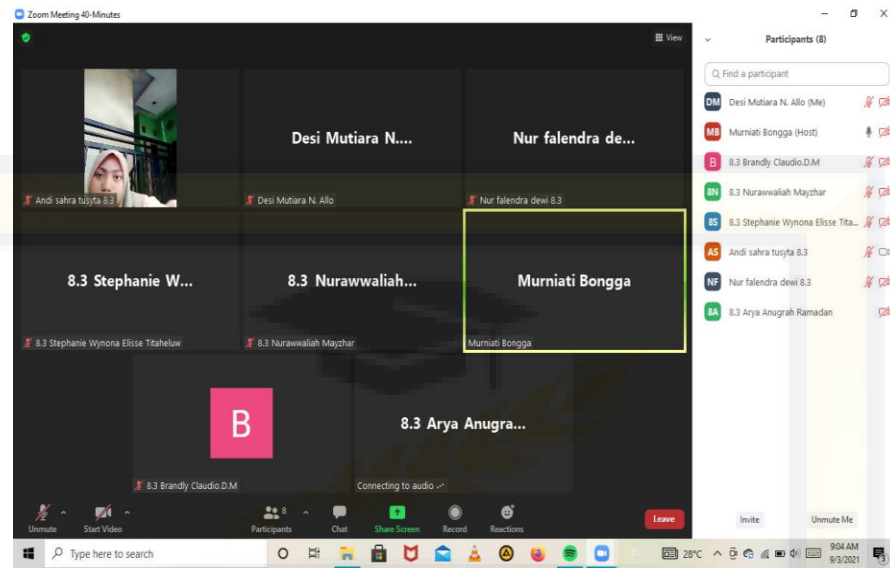 Zoom Meeting 40-Minutes
View
Participants (8)
Find a participant
DM Desi Mutiara N. Allo (Me)
MB Murniati Bongga (Host)
B 8.3 Brandly Claudio.D.M
8N 8.3 Nurawwaliah Mayzhar
8S 8.3 Stephanie Wynona Elisse Tita...
AS Andi sahra tusyta 8.3
NF Nur falendra dewi 8.3
8A 8.3 Arya Anugrah Ramadan
Andi sahra tusyta 8.3
Desi Mutiara N....
Desi Mutiara N. Allo
Nur falendra de...
Nur falendra dewi 8.3
8.3 Stephanie W...
8.3 Stephanie Wynona Elisse Titaheluw
8.3 Nurawwaliah...
8.3 Nurawwaliah Mayzhar
Murniati Bongga
Murniati Bongga
B
8.3 Brandly Claudio.D.M
8.3 Arya Anugra...
Connecting to audio
Unmute
Start Video
8
Participants
Chat
Share Screen
Record
Reactions
Leave
Invite
Unmute Me
Type here to search
28°C
9:04 AM
9/3/2021
3